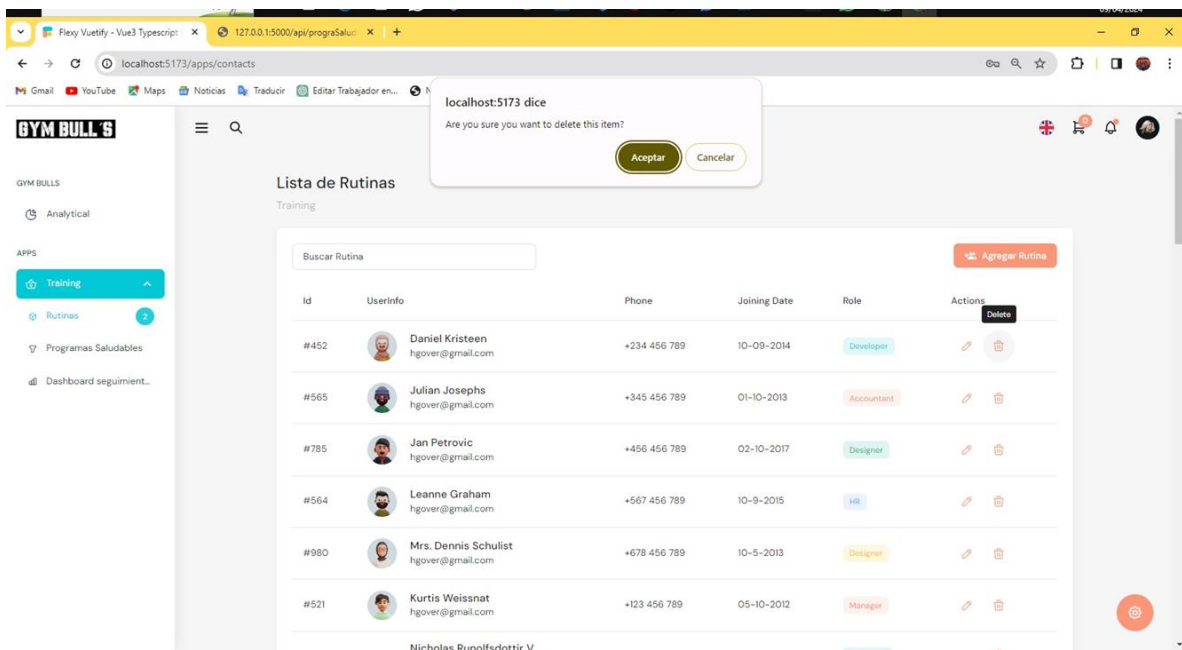 09/04/2024
Flexy Vuetify - Vue3 Typescript
127.0.0.1:5000/api/prograSalud
localhost:5173/apps/contacts
Gmail YouTube Maps Noticias Traducir Editar Trabajador en...
localhost:5173 dice
Are you sure you want to delete this item?
Aceptar Cancelar
GYM BULL´S
0
GYM BULLS
Analytical
APPS
Training
Rutinas 2
Programas Saludables
Dashboard seguimient...
Lista de Rutinas
Training
Buscar Rutina
Agregar Rutina
Id UserInfo Phone Joining Date Role Actions
Delete
#452 Daniel Kristeen +234 456 789 10-09-2014 Developer
hgover@gmail.com
#565 Julian Josephs +345 456 789 01-10-2013 Accountant
hgover@gmail.com
#785 Jan Petrovic +456 456 789 02-10-2017 Designer
hgover@gmail.com
#564 Leanne Graham +567 456 789 10-9-2015 HR
hgover@gmail.com
#980 Mrs. Dennis Schulist +678 456 789 10-5-2013 Designer
hgover@gmail.com
#521 Kurtis Weissnat +123 456 789 05-10-2012 Manager
hgover@gmail.com
Nicholas Runolfsdottir V